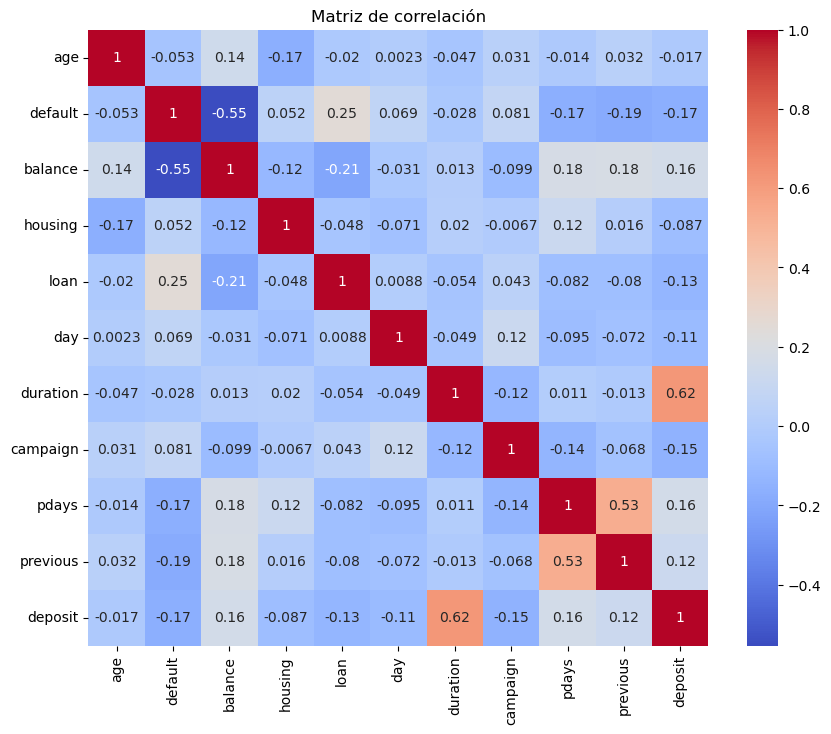 Matriz de correlación
age 1 -0.053 0.14 -0.17 -0.02 0.0023 -0.047 0.031 -0.014 0.032 -0.017
default -0.053 1 -0.55 0.052 0.25 0.069 -0.028 0.081 -0.17 -0.19 -0.17
balance 0.14 -0.55 1 -0.12 -0.21 -0.031 0.013 -0.099 0.18 0.18 0.16
housing -0.17 0.052 -0.12 1 -0.048 -0.071 0.02 -0.0067 0.12 0.016 -0.087
loan -0.02 0.25 -0.21 -0.048 1 0.0088 -0.054 0.043 -0.082 -0.08 -0.13
day 0.0023 0.069 -0.031 -0.071 0.0088 1 -0.049 0.12 -0.095 -0.072 -0.11
duration -0.047 -0.028 0.013 0.02 -0.054 -0.049 1 -0.12 0.011 -0.013 0.62
campaign 0.031 0.081 -0.099 -0.0067 0.043 0.12 -0.12 1 -0.14 -0.068 -0.15
pdays -0.014 -0.17 0.18 0.12 -0.082 -0.095 0.011 -0.14 1 0.53 0.16
previous 0.032 -0.19 0.18 0.016 -0.08 -0.072 -0.013 -0.068 0.53 1 0.12
deposit -0.017 -0.17 0.16 -0.087 -0.13 -0.11 0.62 -0.15 0.16 0.12 1
age default balance housing loan day duration campaign pdays previous deposit
1.0
0.8
0.6
0.4
0.2
0.0
−0.2
−0.4